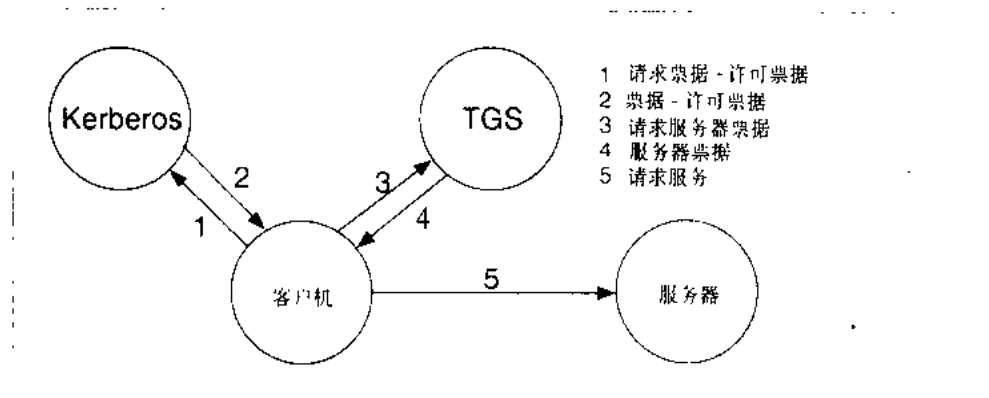 Kerberos
TGS
1 请求票据-许可票据
2 票据-许可票据
3 请求服务器票据
4 服务器票据
5 请求服务
2
1
3
4
5
客户机
服务器